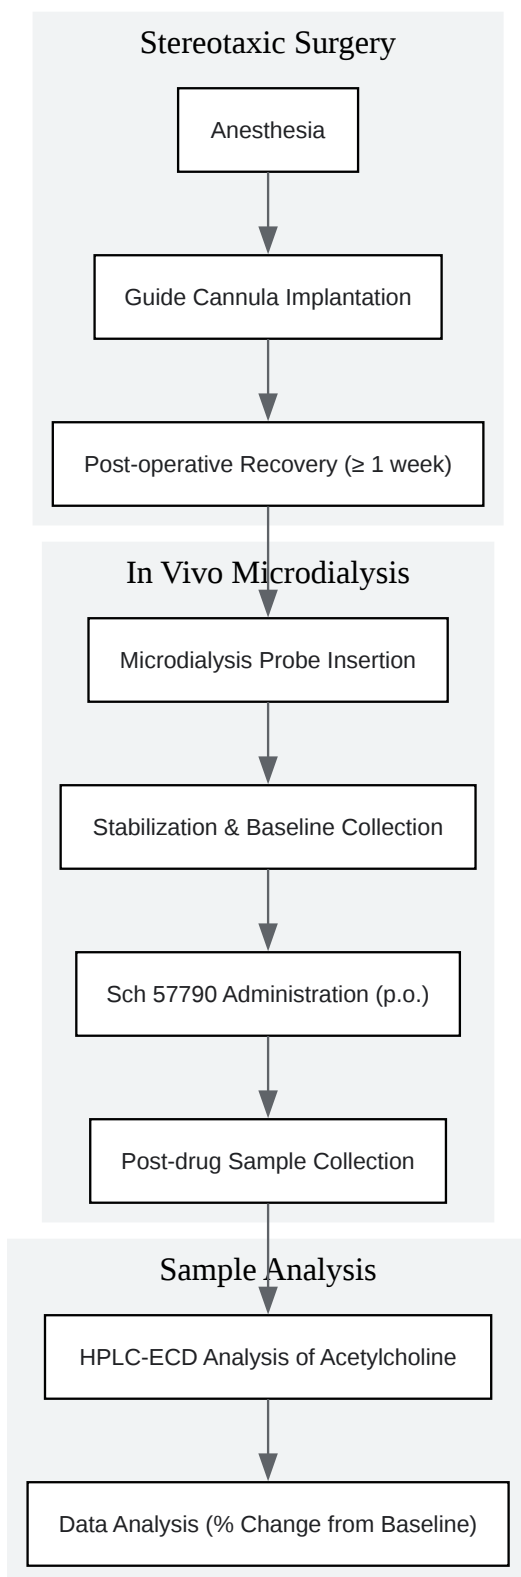 Stereotaxic Surgery
Anesthesia
Guide Cannula Implantation
Post-operative Recovery (≥ 1 week)
In Vivo Microdialysis
Microdialysis Probe Insertion
Stabilization & Baseline Collection
Sch 57790 Administration (p.o.)
Post-drug Sample Collection
Sample Analysis
HPLC-ECD Analysis of Acetylcholine
Data Analysis (% Change from Baseline)